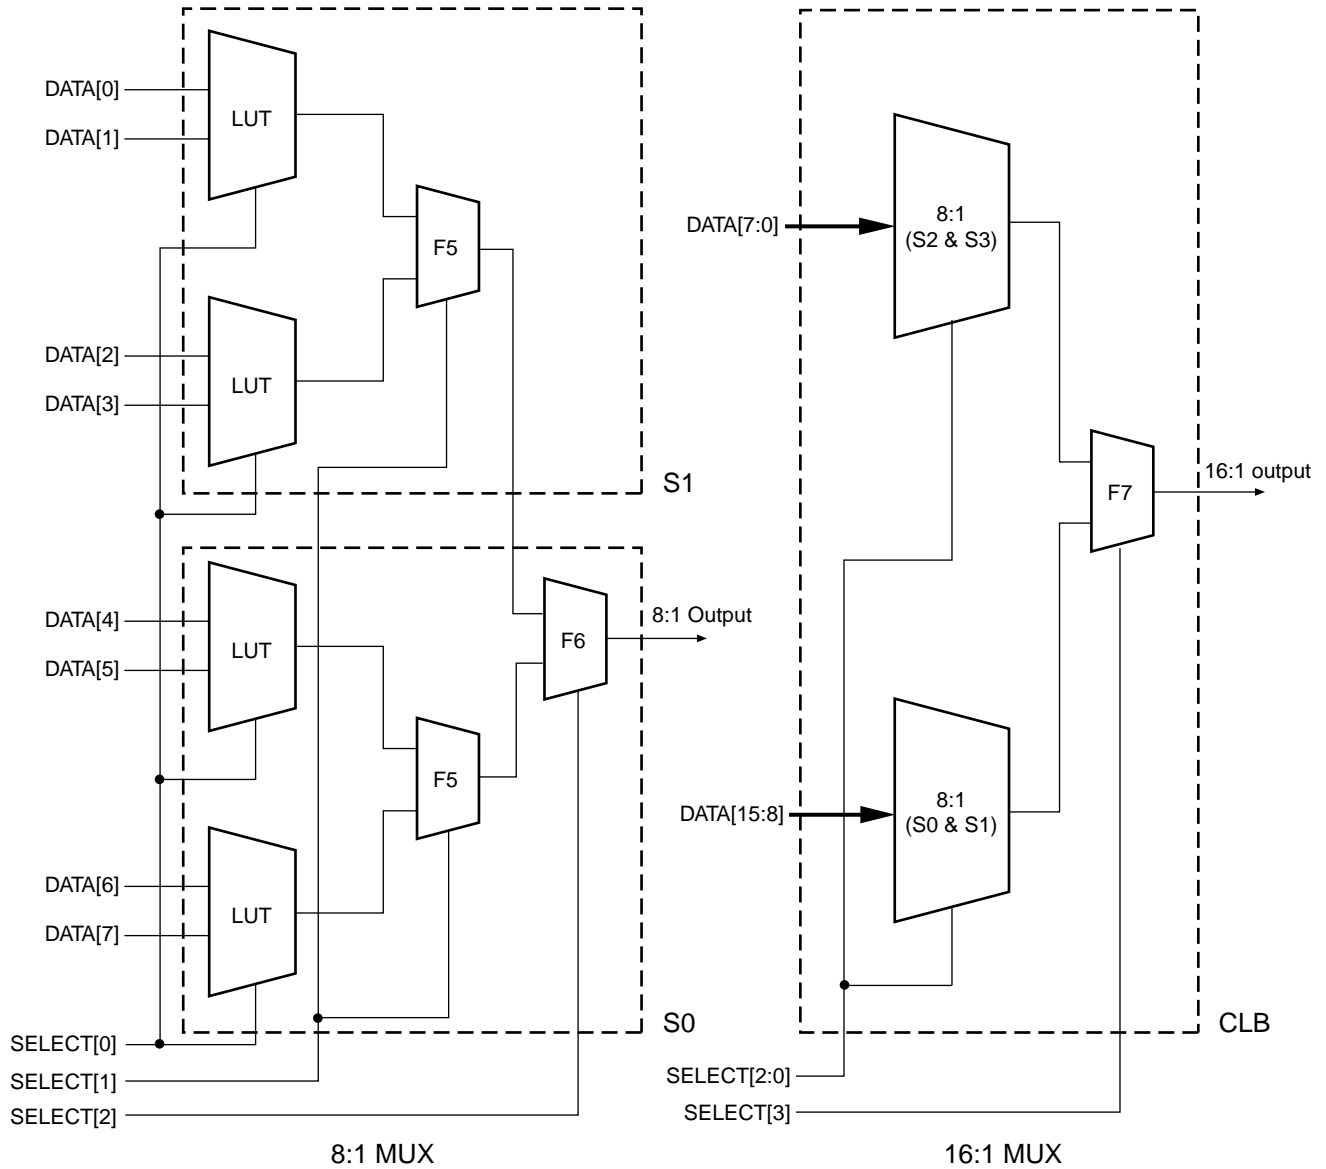 DATA[0]
DATA[1]
LUT
F5
DATA[2]
DATA[3]
LUT
S1
DATA[4]
DATA[5]
LUT
F6
8:1 Output
F5
DATA[6]
DATA[7]
LUT
S0
SELECT[0]
SELECT[1]
SELECT[2]
8:1 MUX
DATA[7:0]
8:1
(S2 & S3)
F7
16:1 output
DATA[15:8]
8:1
(S0 & S1)
CLB
SELECT[2:0]
SELECT[3]
16:1 MUX